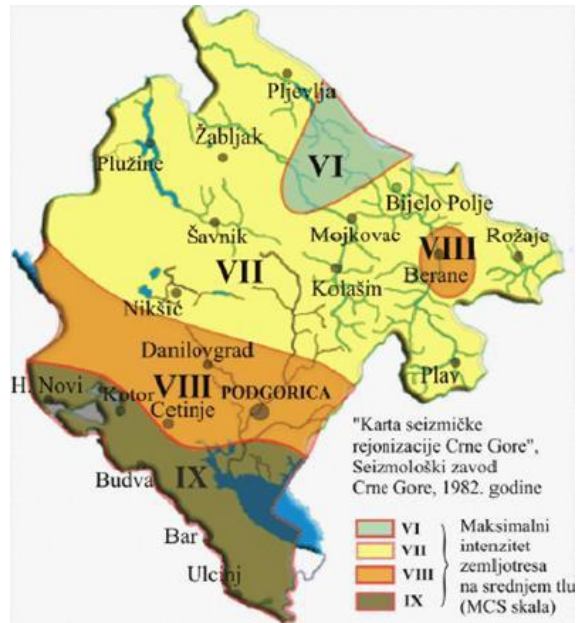 Pljevlja
Žabljak
Plužine
VI
Bijelo Polje
Šavnik
Mojkovac
VIII
Rožaje
VII
Berane
Kolašin
Nikšić
Danilovgrad
Plav
VIII
PODGORICA
H. Novi
Kotor
Cetinje
"Karta seizmičke
rejonizacije Crne Gore",
Seizmološki zavod
Crne Gore, 1982. godine
IX
Budva
Bar
Ulcinj
VI
VII
VIII
IX
Maksimalni
intenzitet
zemljotresa
na srednjem tlu
(MCS skala)